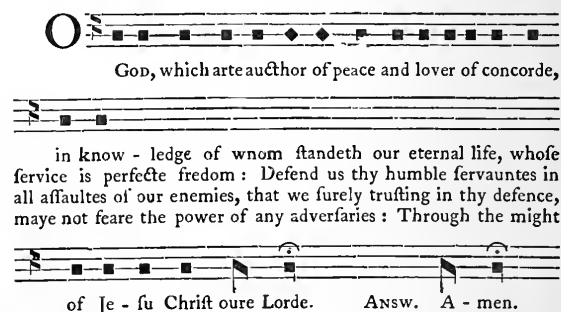 O
GOD, which arte aucthor of peace and lover of concorde,
in know - ledge of wnom ſtandeth our eternal life, whoſe
ſervice is perfecte fredom : Defend us thy humble ſervauntes in
all aſſaultes of our enemies, that we ſurely truſting in thy defence,
maye not feare the power of any adverſaries : Through the might
of Je - ſu Chriſt oure Lorde. ANSW. A - men.